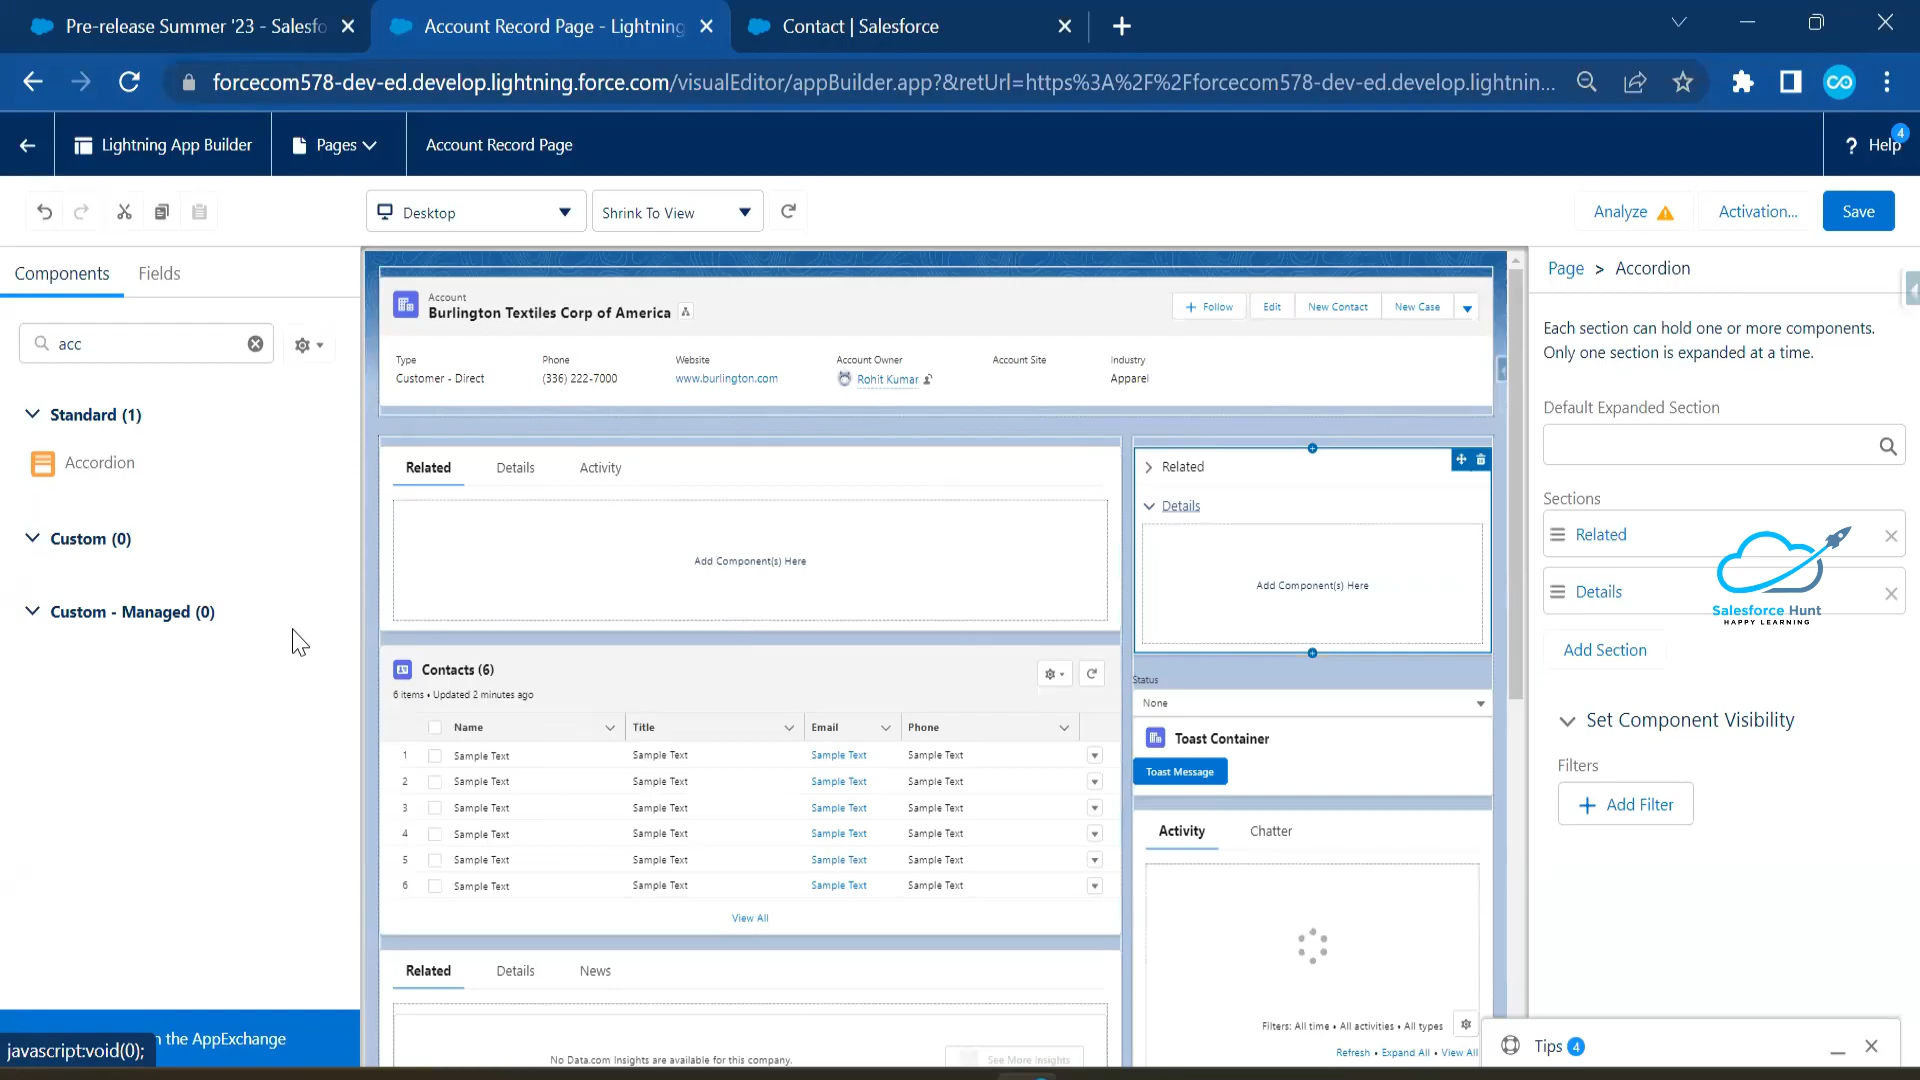 Pre-release Summer '23 - Salesfo
Account Record Page - Lightning
Contact | Salesforce
forcecom578-dev-ed.develop.lightning.force.com/visualEditor/appBuilder.app?&retUrl=https%3A%2F%2Fforcecom578-dev-ed.develop.lightnin...
Lightning App Builder
Pages
Account Record Page
? Help
4
Desktop
Shrink To View
Analyze
Activation...
Save
Components
Fields
acc
Standard (1)
Accordion
Custom (0)
Custom - Managed (0)
n the AppExchange
javascript:void(0);
Account
Burlington Textiles Corp of America
+ Follow
Edit
New Contact
New Case
Type
Phone
Website
Account Owner
Account Site
Industry
Customer - Direct
(336) 222-7000
www.burlington.com
Rohit Kumar
Apparel
Related
Details
Activity
Add Component(s) Here
Contacts (6)
6 items • Updated 2 minutes ago
Name
Title
Email
Phone
1 Sample Text Sample Text Sample Text Sample Text
2 Sample Text Sample Text Sample Text Sample Text
3 Sample Text Sample Text Sample Text Sample Text
4 Sample Text Sample Text Sample Text Sample Text
5 Sample Text Sample Text Sample Text Sample Text
6 Sample Text Sample Text Sample Text Sample Text
View All
Related
Details
News
No Data.com Insights are available for this company.
See More Insights
Related
Details
Add Component(s) Here
Status
None
Toast Container
Toast Message
Activity
Chatter
Filters: All time • All activities • All types
Refresh • Expand All • View All
Page > Accordion
Each section can hold one or more components.
Only one section is expanded at a time.
Default Expanded Section
Sections
Related
Details
Salesforce Hunt
HAPPY LEARNING
Add Section
Set Component Visibility
Filters
+ Add Filter
Tips 4